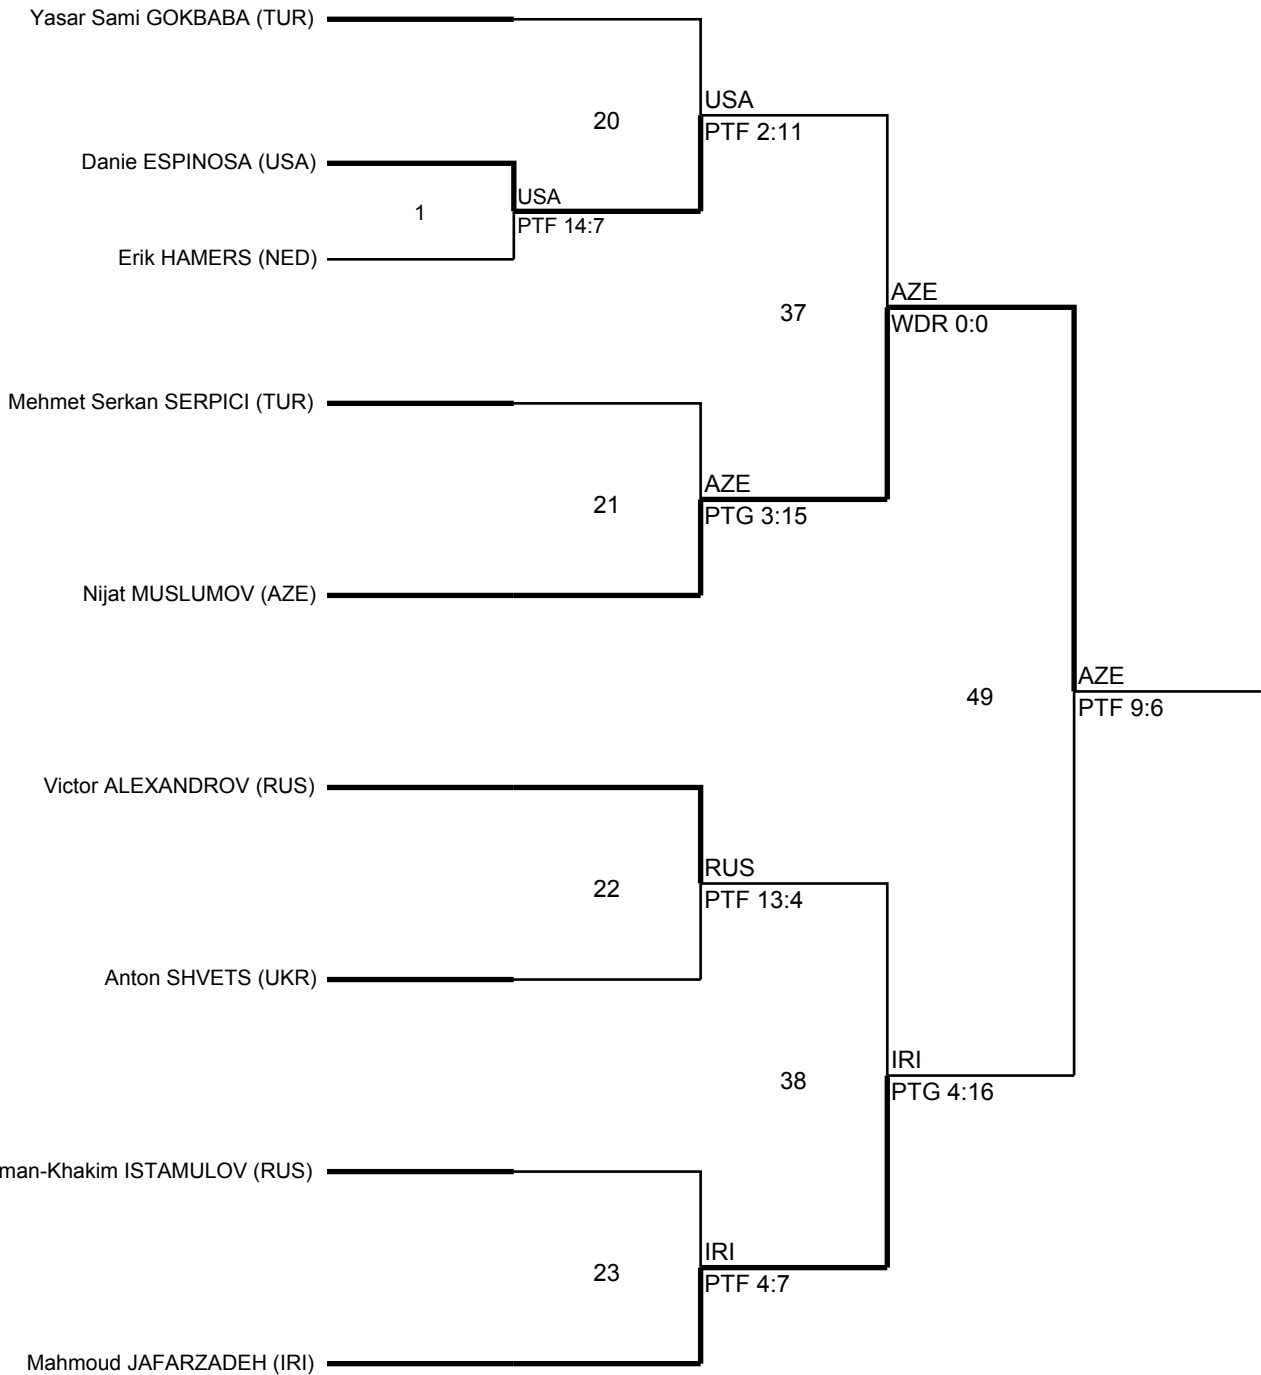 Yasar Sami GOKBABA (TUR)
USA
20
PTF 2:11
Danie ESPINOSA (USA)
USA
1
PTF 14:7
Erik HAMERS (NED)
AZE
37
WDR 0:0
Mehmet Serkan SERPICI (TUR)
AZE
21
PTG 3:15
Nijat MUSLUMOV (AZE)
AZE
49
PTF 9:6
Victor ALEXANDROV (RUS)
RUS
22
PTF 13:4
Anton SHVETS (UKR)
IRI
38
PTG 4:16
man-Khakim ISTAMULOV (RUS)
IRI
23
PTF 4:7
Mahmoud JAFARZADEH (IRI)